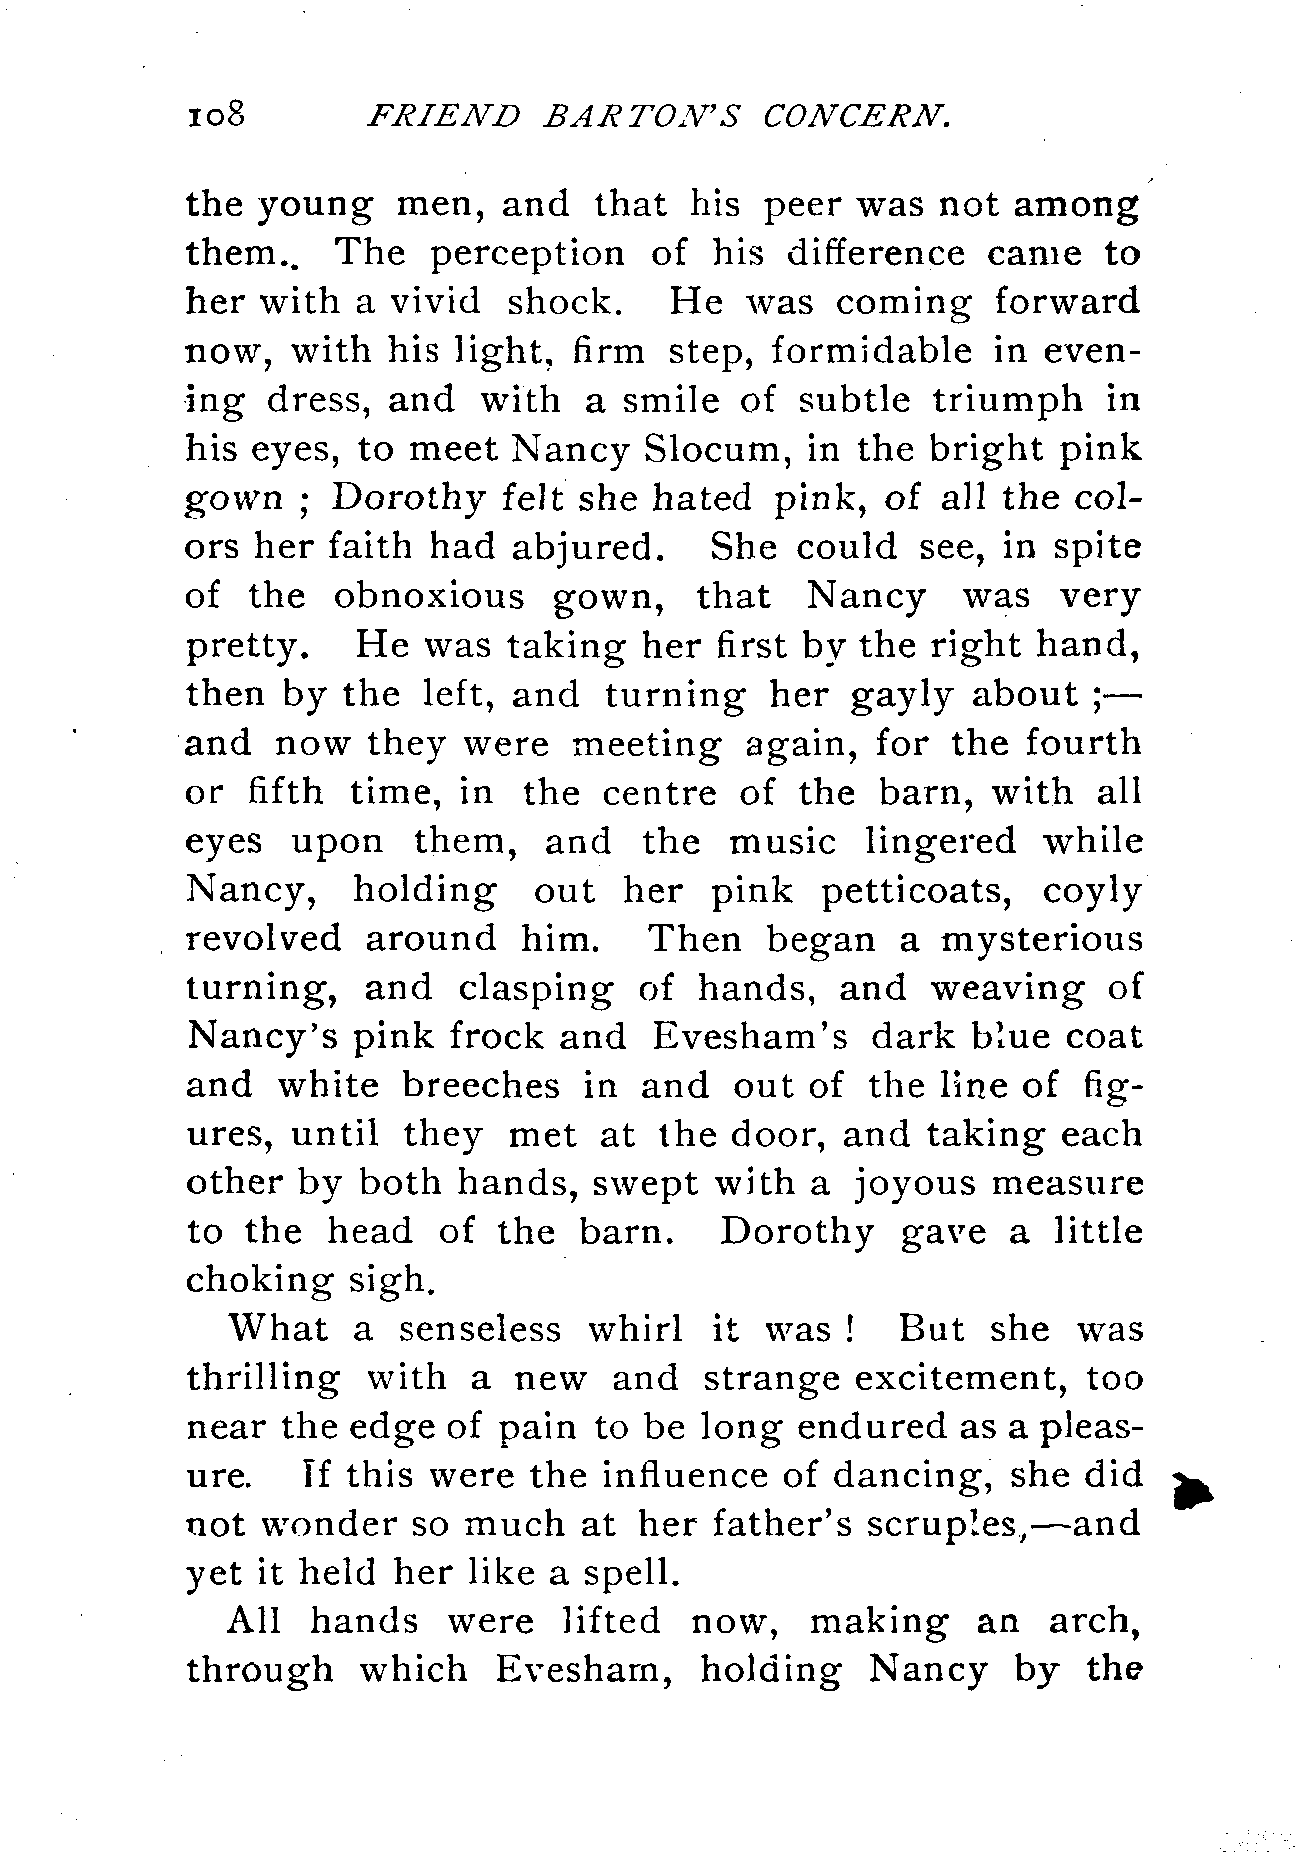 108 FRIEND BARTON'S CONCERN.
the young men, and that his peer was not among
them.. The perception of his difference came to
her with a vivid shock. He was coming forward
now, with his light, firm step, formidable in even-
ing dress, and with a smile of subtle triumph in
his eyes, to meet Nancy Slocum, in the bright pink
gown ; Dorothy felt she hated pink, of all the col-
ors her faith had abjured. She could see, in spite
of the obnoxious gown, that Nancy was very
pretty. He was taking her first by the right hand,
then by the left, and turning her gayly about ;—
and now they were meeting again, for the fourth
or fifth time, in the centre of the barn, with all
eyes upon them, and the music lingered while
Nancy, holding out her pink petticoats, coyly
revolved around him. Then began a mysterious
turning, and clasping of hands, and weaving of
Nancy's pink frock and Evesham's dark blue coat
and white breeches in and out of the line of fig-
ures, until they met at the door, and taking each
other by both hands, swept with a joyous measure
to the head of the barn. Dorothy gave a little
choking sigh.
What a senseless whirl it was ! But she was
thrilling with a new and strange excitement, too
near the edge of pain to be long endured as a pleas-
ure. If this were the influence of dancing, she did
not wonder so much at her father's scruples,—and
yet it held her like a spell.
All hands were lifted now, making an arch,
through which Evesham, holding Nancy by the